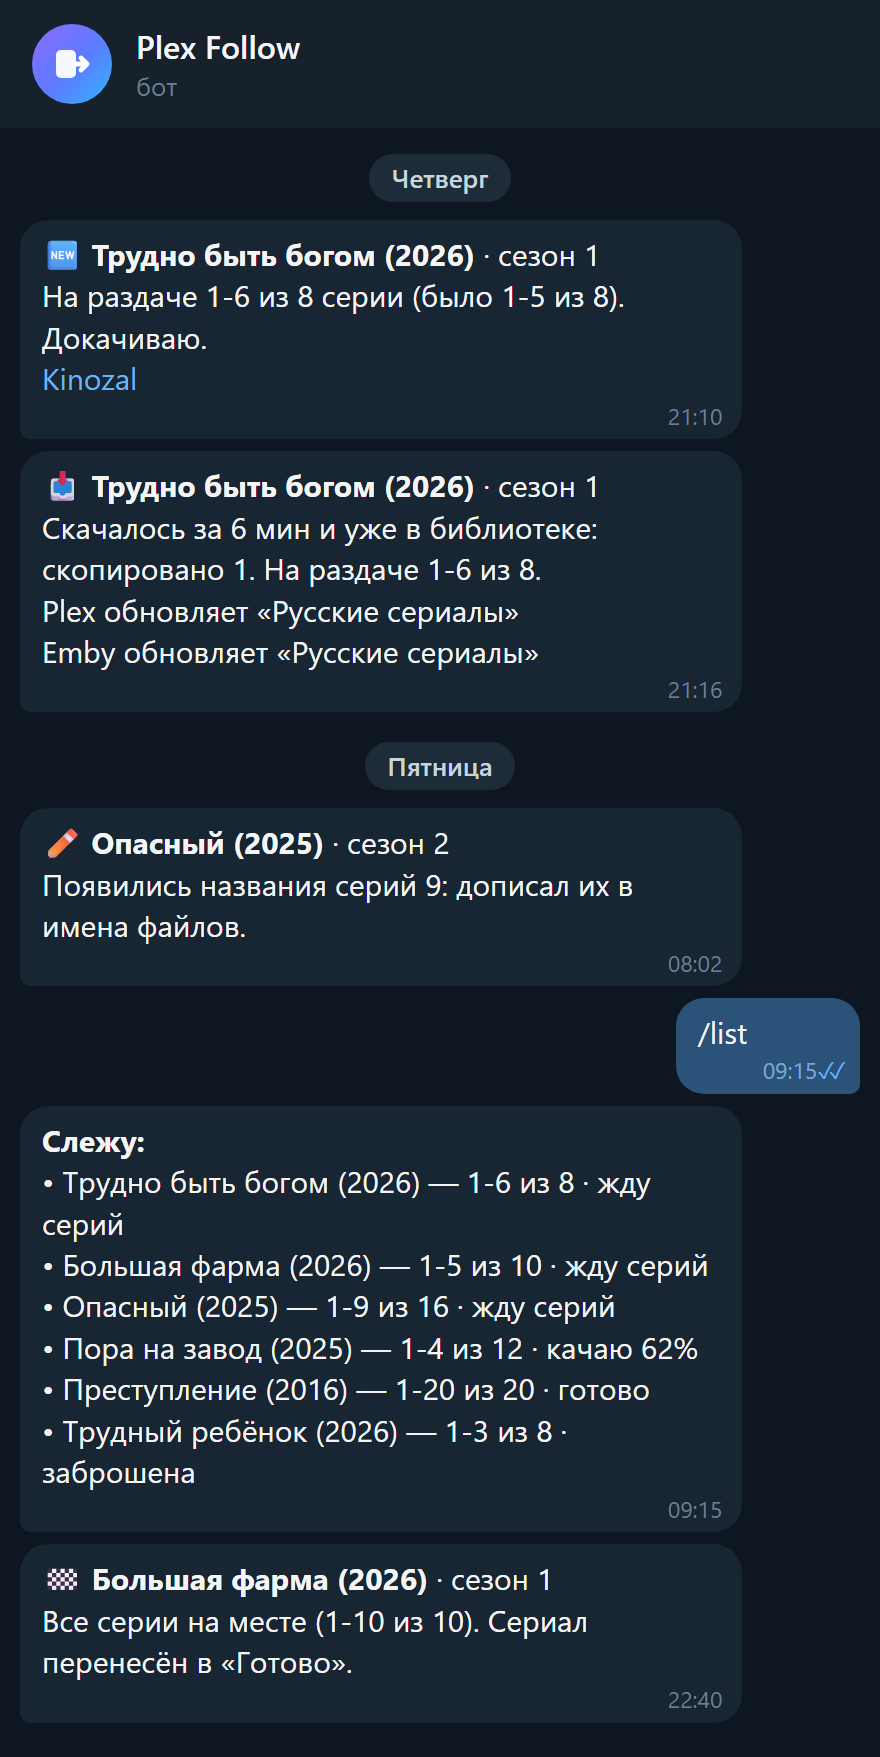 Plex Follow
бот
Четверг
NEW Трудно быть богом (2026) · сезон 1
На раздаче 1-6 из 8 серии (было 1-5 из 8).
Докачиваю.
Kinozal
21:10
Трудно быть богом (2026) · сезон 1
Скачалось за 6 мин и уже в библиотеке:
скопировано 1. На раздаче 1-6 из 8.
Plex обновляет «Русские сериалы»
Emby обновляет «Русские сериалы»
21:16
Пятница
Опасный (2025) · сезон 2
Появились названия серий 9: дописал их в
имена файлов.
08:02
/list
09:15
Слежу:
• Трудно быть богом (2026) — 1-6 из 8 · жду
серий
• Большая фарма (2026) — 1-5 из 10 · жду серий
• Опасный (2025) — 1-9 из 16 · жду серий
• Пора на завод (2025) — 1-4 из 12 · качаю 62%
• Преступление (2016) — 1-20 из 20 · готово
• Трудный ребёнок (2026) — 1-3 из 8 ·
заброшена
09:15
Большая фарма (2026) · сезон 1
Все серии на месте (1-10 из 10). Сериал
перенесён в «Готово».
22:40